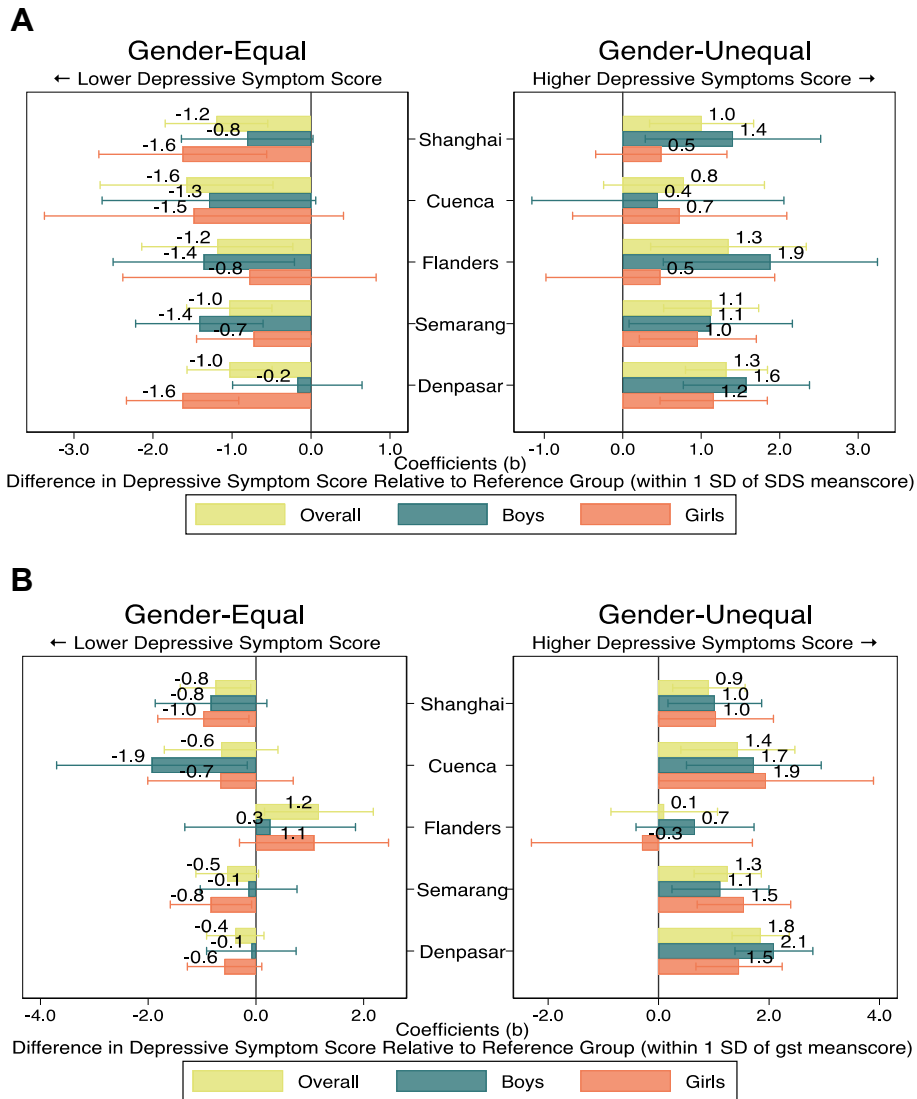 A
Gender-Equal Gender-Unequal
← Lower Depressive Symptom Score Higher Depressive Symptoms Score →
-1.2 1.0
-0.8 Shanghai 1.4
-1.6 0.5
-1.6 0.8
-1.3 Cuenca 0.4
-1.5 0.7
-1.2 1.3
-1.4 Flanders 1.9
-0.8 0.5
-1.0 1.1
-1.4 Semarang 1.1
-0.7 1.0
-1.0 1.3
-0.2 Denpasar 1.6
-1.6 1.2
-3.0 -2.0 -1.0 0.0 1.0 -1.0 0.0 1.0 2.0 3.0
Coefficients (b)
Difference in Depressive Symptom Score Relative to Reference Group (within 1 SD of SDS meanscore)
Overall Boys Girls
B
Gender-Equal Gender-Unequal
← Lower Depressive Symptom Score Higher Depressive Symptoms Score →
-0.8 0.9
-0.8 Shanghai 1.0
-1.0 1.0
-0.6 1.4
-1.9 Cuenca 1.7
-0.7 1.9
1.2 0.1
0.3 Flanders 0.7
1.1 -0.3
-0.5 1.3
-0.1 Semarang 1.1
-0.8 1.5
-0.4 1.8
-0.1 Denpasar 2.1
-0.6 1.5
-4.0 -2.0 0.0 2.0 -2.0 0.0 2.0 4.0
Coefficients (b)
Difference in Depressive Symptom Score Relative to Reference Group (within 1 SD of gst meanscore)
Overall Boys Girls